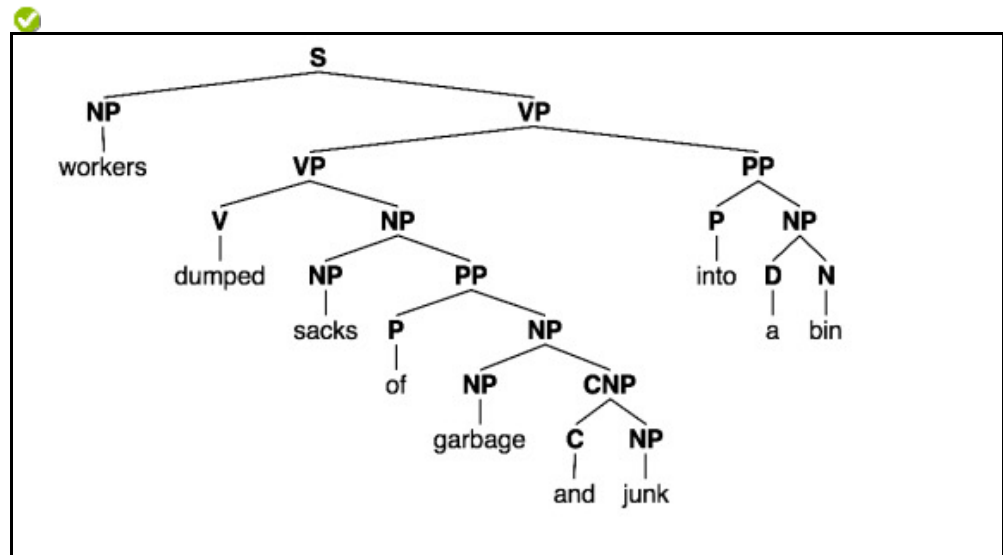 S
NP VP
workers VP PP
V NP P NP
dumped NP PP into D N
sacks P NP a bin
of NP CNP
garbage C NP
and junk